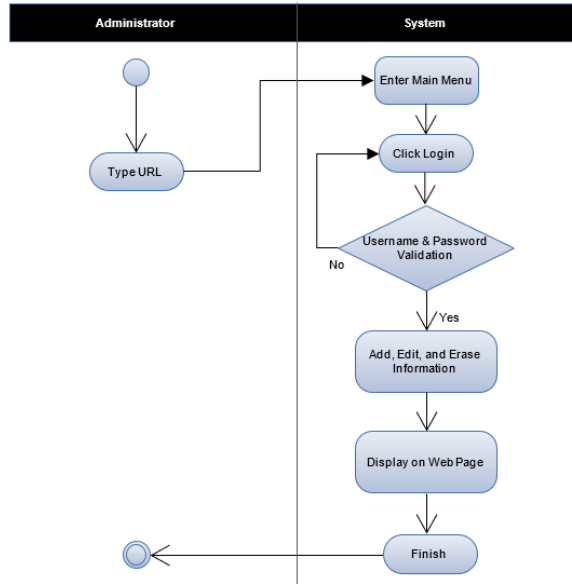 Administrator
System
Enter Main Menu
Type URL
Click Login
Username & Password
Validation
No
Yes
Add, Edit, and Erase
Information
Display on Web Page
Finish